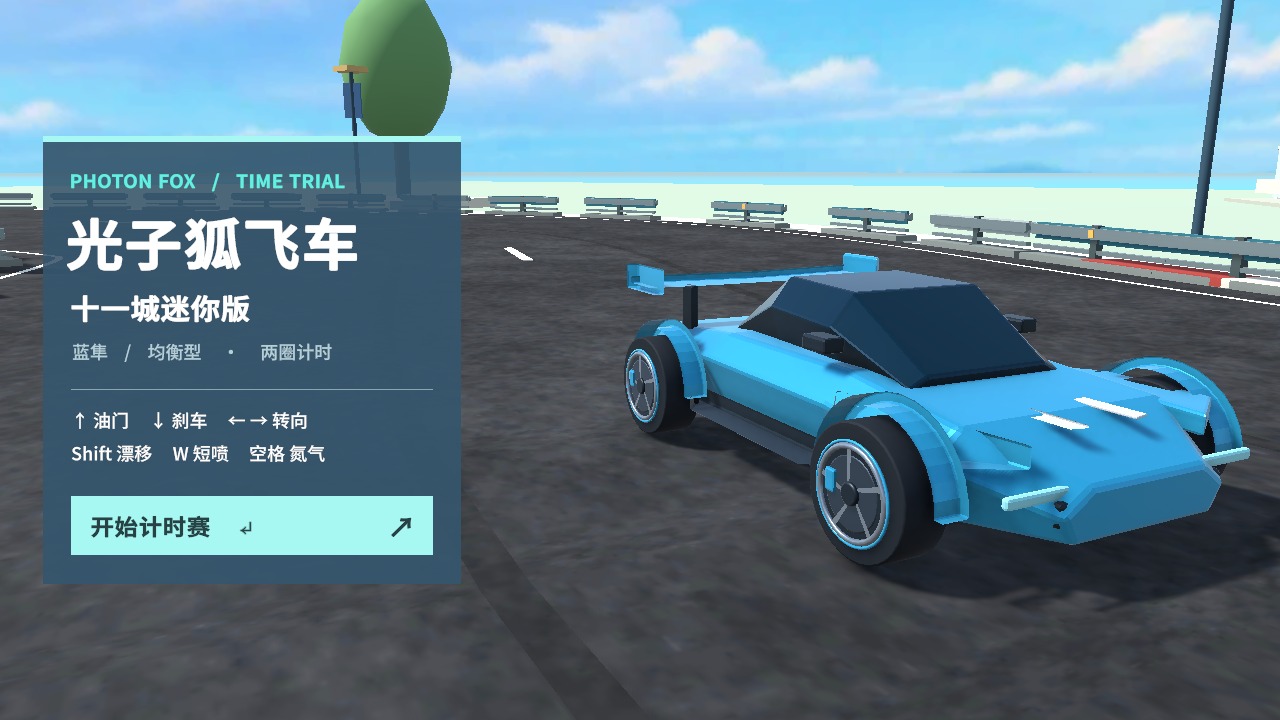 PHOTON FOX / TIME TRIAL
光子狐飞车
十一城迷你版
蓝隼 / 均衡型 · 两圈计时
↑ 油门 ↓ 刹车 ←→ 转向
Shift 漂移 W 短喷 空格 氮气
开始计时赛 ↲ ↗